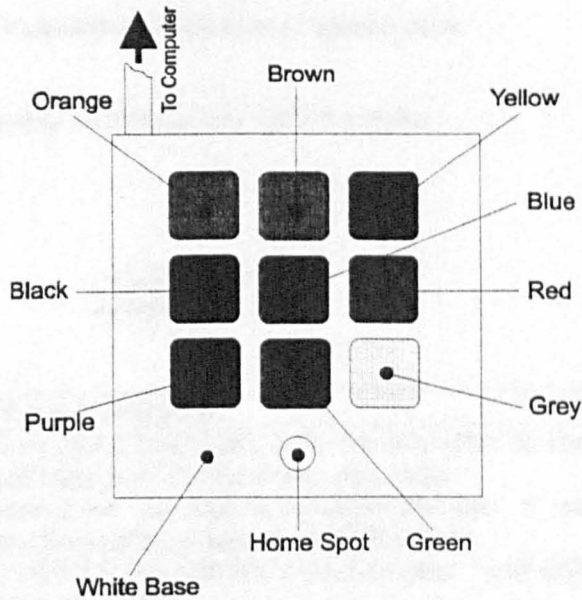 To Computer
Brown
Orange
Yellow
Blue
Black
Red
Purple
Grey
Home Spot
Green
White Base